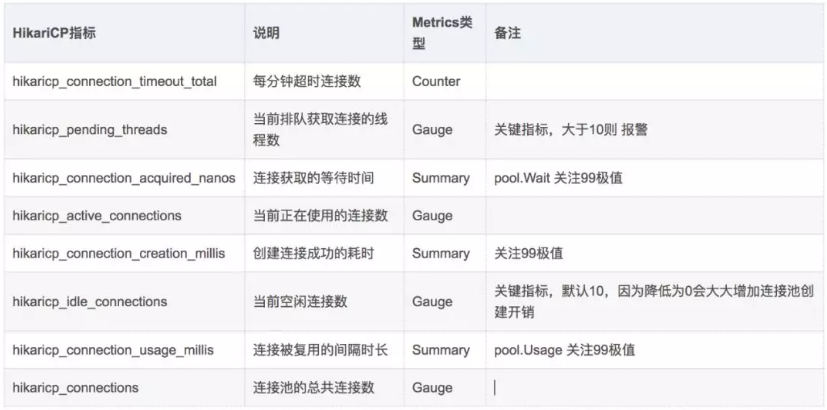 HikariCP指标 说明 Metrics类型 备注
hikaricp_connection_timeout_total 每分钟超时连接数 Counter
hikaricp_pending_threads 当前排队获取连接的线程数 Gauge 关键指标，大于10则 报警
hikaricp_connection_acquired_nanos 连接获取的等待时间 Summary pool.Wait 关注99极值
hikaricp_active_connections 当前正在使用的连接数 Gauge
hikaricp_connection_creation_millis 创建连接成功的耗时 Summary 关注99极值
hikaricp_idle_connections 当前空闲连接数 Gauge 关键指标，默认10，因为降低为0会大大增加连接池创建开销
hikaricp_connection_usage_millis 连接被复用的间隔时长 Summary pool.Usage 关注99极值
hikaricp_connections 连接池的总共连接数 Gauge